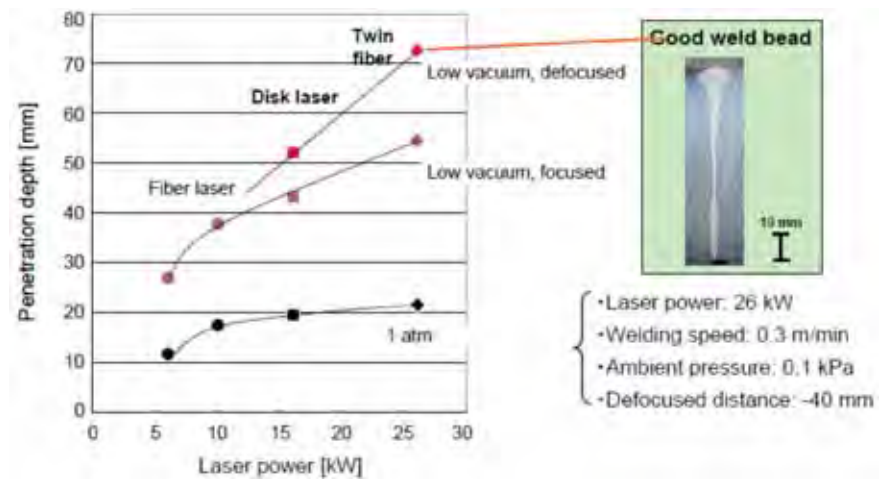 80
70
60
50
40
30
20
10
0
Penetration depth [mm]
0 5 10 15 20 25 30
Laser power [kW]
Twin
fiber
Low vacuum, defocused
Disk laser
Fiber laser
Low vacuum, focused
1 atm
Good weld bead
10 mm
・Laser power: 26 kW
・Welding speed: 0.3 m/min
・Ambient pressure: 0.1 kPa
・Defocused distance: -40 mm